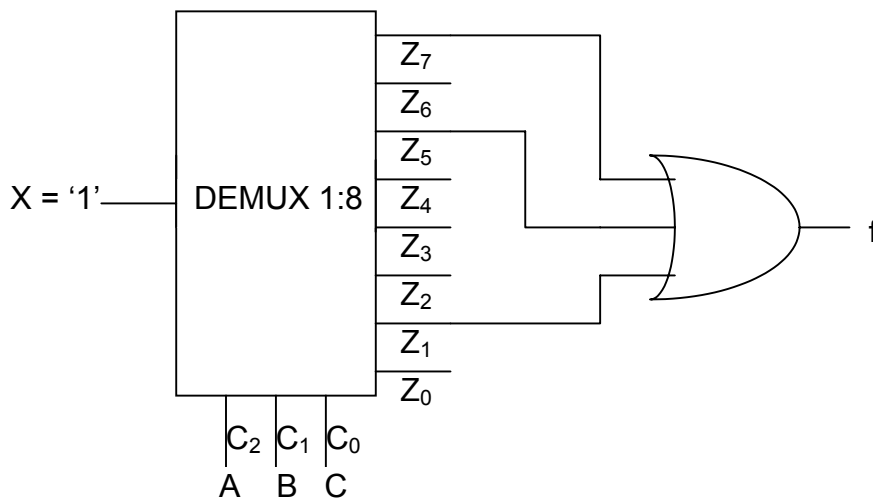 Z₇
Z₆
Z₅
X = ‘1’ DEMUX 1:8 Z₄
f
Z₃
Z₂
Z₁
Z₀
C₂ C₁ C₀
A B C